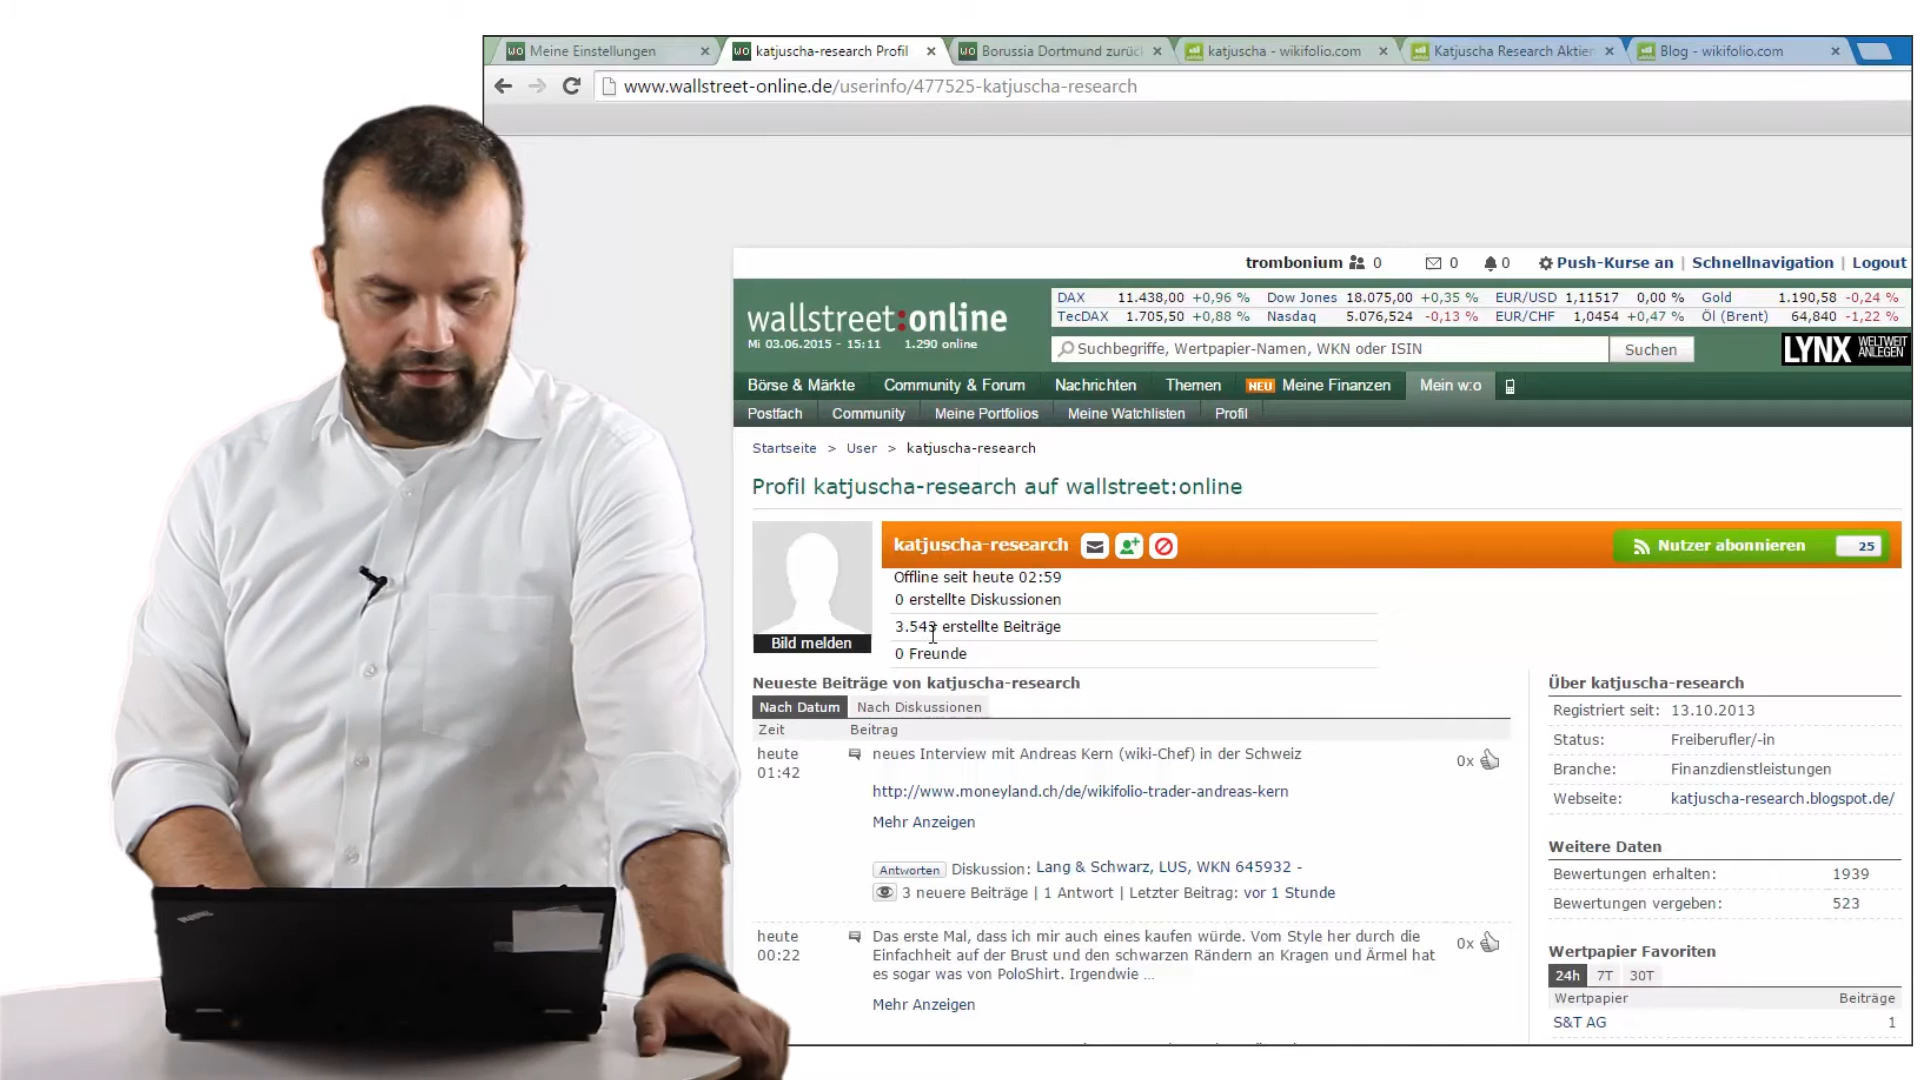 WO Meine Einstellungen
WO katjuscha-research Profil
WO Borussia Dortmund zurüc
katjuscha - wikifolio.com
Katjuscha Research Aktien
Blog - wikifolio.com
www.wallstreet-online.de/userinfo/477525-katjuscha-research
trombonium 0 0 0 Push-Kurse an | Schnellnavigation | Logout
wallstreet:online
Mi 03.06.2015 - 15:11 1.290 online
DAX 11.438,00 +0,96 % Dow Jones 18.075,00 +0,35 % EUR/USD 1,11517 0,00 % Gold 1.190,58 -0,24 %
TecDAX 1.705,50 +0,88 % Nasdaq 5.076,524 -0,13 % EUR/CHF 1,0454 +0,47 % Öl (Brent) 64,840 -1,22 %
Suchbegriffe, Wertpapier-Namen, WKN oder ISIN Suchen
LYNX WELTWEIT ANLEGEN
Börse & Märkte Community & Forum Nachrichten Themen NEU Meine Finanzen Mein w:o
Postfach Community Meine Portfolios Meine Watchlisten Profil
Startseite > User > katjuscha-research
Profil katjuscha-research auf wallstreet:online
katjuscha-research
Nutzer abonnieren 25
Bild melden
Offline seit heute 02:59
0 erstellte Diskussionen
3.543 erstellte Beiträge
0 Freunde
Neueste Beiträge von katjuscha-research
Nach Datum Nach Diskussionen
Zeit Beitrag
heute 01:42
neues Interview mit Andreas Kern (wiki-Chef) in der Schweiz
0x
http://www.moneyland.ch/de/wikifolio-trader-andreas-kern
Mehr Anzeigen
Antworten Diskussion: Lang & Schwarz, LUS, WKN 645932 -
3 neuere Beiträge | 1 Antwort | Letzter Beitrag: vor 1 Stunde
heute 00:22
Das erste Mal, dass ich mir auch eines kaufen würde. Vom Style her durch die
Einfachheit auf der Brust und den schwarzen Rändern an Kragen und Ärmel hat
es sogar was von PoloShirt. Irgendwie ...
0x
Mehr Anzeigen
Über katjuscha-research
Registriert seit: 13.10.2013
Status: Freiberufler/-in
Branche: Finanzdienstleistungen
Webseite: katjuscha-research.blogspot.de/
Weitere Daten
Bewertungen erhalten: 1939
Bewertungen vergeben: 523
Wertpapier Favoriten
24h 7T 30T
Wertpapier Beiträge
S&T AG 1
ThinkPad